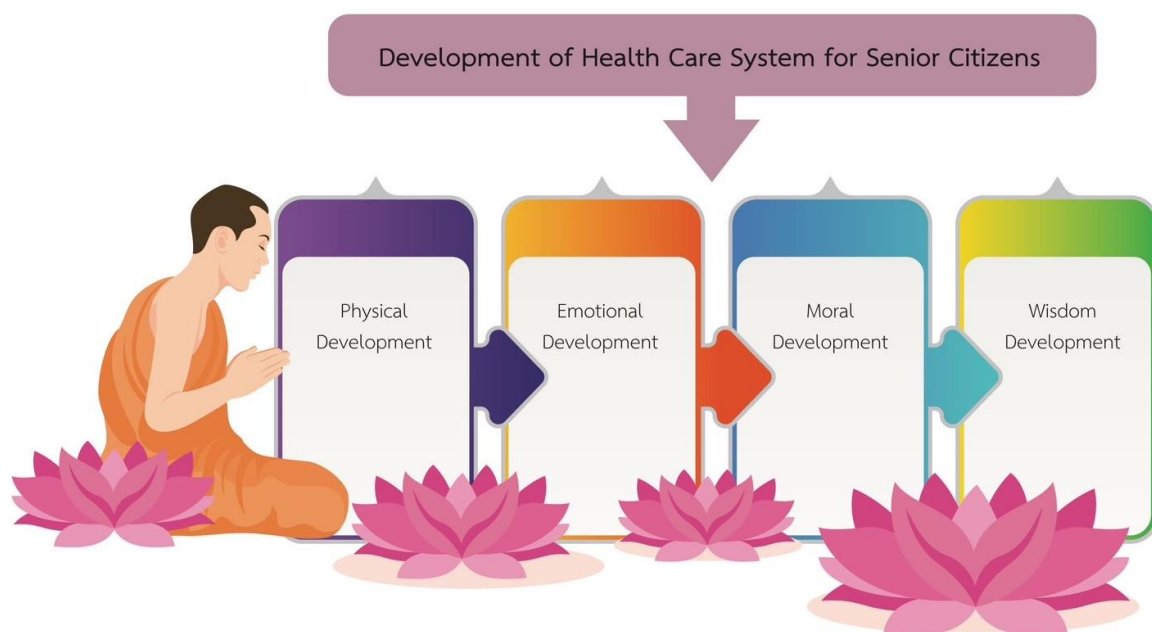 Development of Health Care System for Senior Citizens
Physical
Development
Emotional
Development
Moral
Development
Wisdom
Development